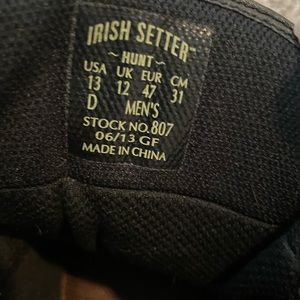 IRISH SETTER™
~ HUNT ~
USA UK EUR CM
13 12 47 31
D MEN'S
STOCK NO. 807
06/13 GF
MADE IN CHINA